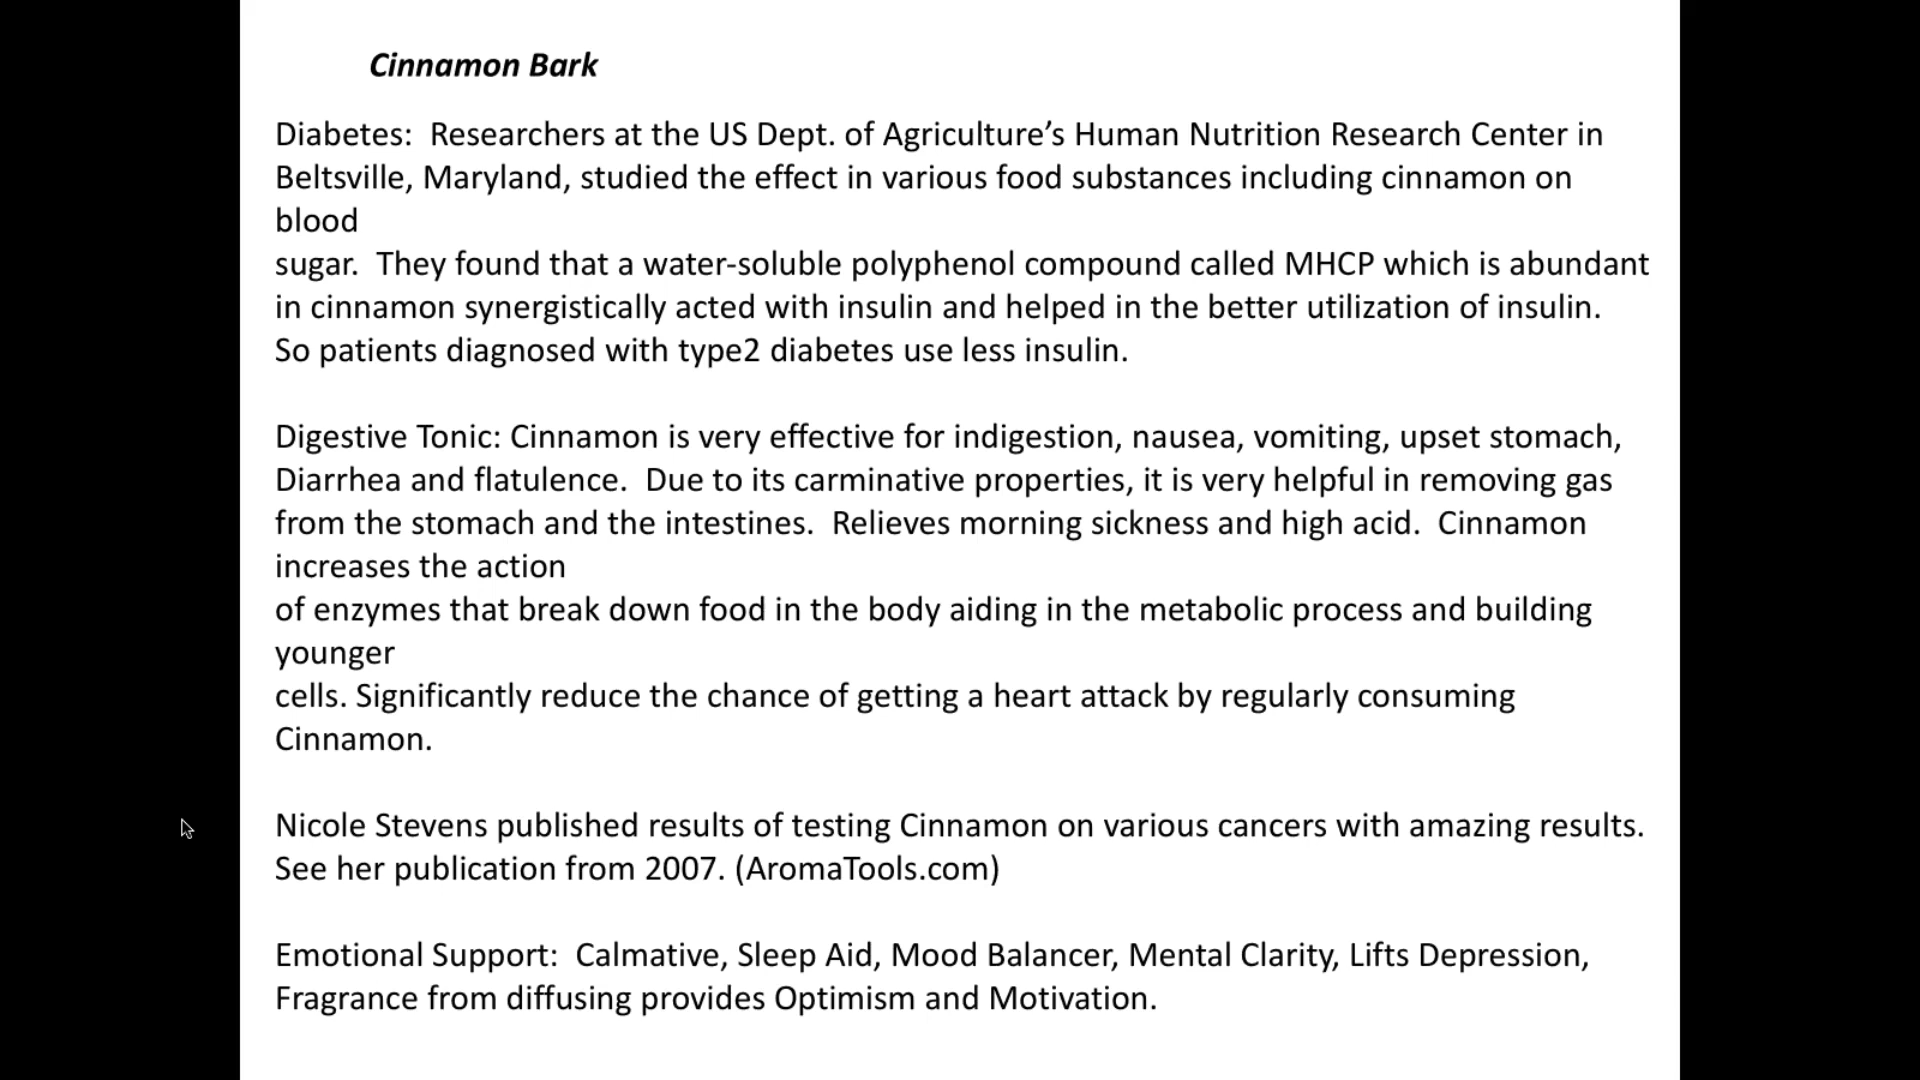 Cinnamon Bark
Diabetes:  Researchers at the US Dept. of Agriculture’s Human Nutrition Research Center in
Beltsville, Maryland, studied the effect in various food substances including cinnamon on
blood
sugar.  They found that a water-soluble polyphenol compound called MHCP which is abundant
in cinnamon synergistically acted with insulin and helped in the better utilization of insulin.
So patients diagnosed with type2 diabetes use less insulin.
Digestive Tonic: Cinnamon is very effective for indigestion, nausea, vomiting, upset stomach,
Diarrhea and flatulence.  Due to its carminative properties, it is very helpful in removing gas
from the stomach and the intestines.  Relieves morning sickness and high acid.  Cinnamon
increases the action
of enzymes that break down food in the body aiding in the metabolic process and building
younger
cells. Significantly reduce the chance of getting a heart attack by regularly consuming
Cinnamon.
Nicole Stevens published results of testing Cinnamon on various cancers with amazing results.
See her publication from 2007. (AromaTools.com)
Emotional Support:  Calmative, Sleep Aid, Mood Balancer, Mental Clarity, Lifts Depression,
Fragrance from diffusing provides Optimism and Motivation.